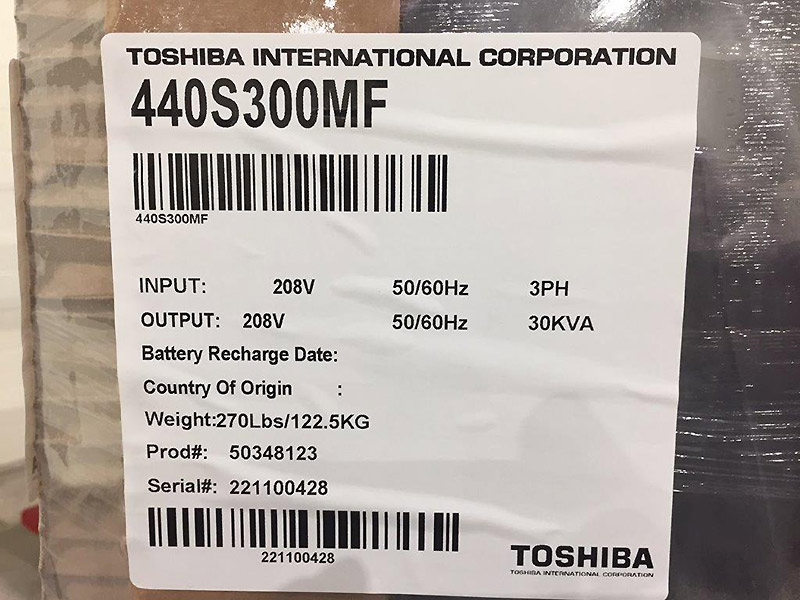 TOSHIBA INTERNATIONAL CORPORATION
440S300MF
440S300MF
INPUT: 208V 50/60Hz 3PH
OUTPUT: 208V 50/60Hz 30KVA
Battery Recharge Date:
Country Of Origin :
Weight:270Lbs/122.5KG
Prod#: 50348123
Serial#: 221100428
221100428
TOSHIBA
TOSHIBA INTERNATIONAL CORPORATION